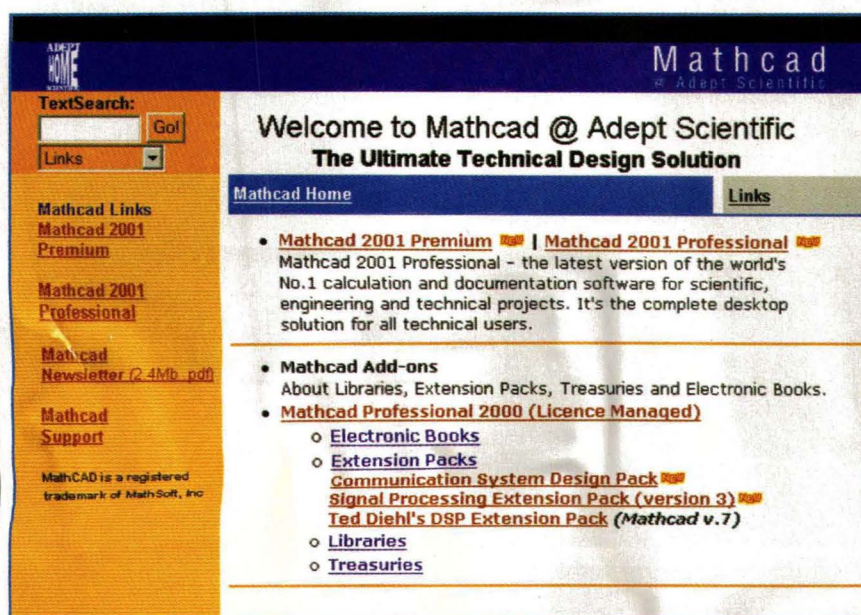 ADEPT
HOME
SCIENTIFIC
Mathcad
@ Adept Scientific
TextSearch:
Go!
Links
Welcome to Mathcad @ Adept Scientific
The Ultimate Technical Design Solution
Mathcad Home
Links
Mathcad Links
Mathcad 2001
Premium
Mathcad 2001
Professional
Mathcad
Newsletter (2.4Mb pdf)
Mathcad
Support
MathCAD is a registered
trademark of MathSoft, Inc
• Mathcad 2001 Premium NEW | Mathcad 2001 Professional NEW
Mathcad 2001 Professional - the latest version of the world's
No.1 calculation and documentation software for scientific,
engineering and technical projects. It's the complete desktop
solution for all technical users.
• Mathcad Add-ons
About Libraries, Extension Packs, Treasuries and Electronic Books.
• Mathcad Professional 2000 (Licence Managed)
o Electronic Books
o Extension Packs
Communication System Design Pack NEW
Signal Processing Extension Pack (version 3) NEW
Ted Diehl's DSP Extension Pack (Mathcad v.7)
o Libraries
o Treasuries